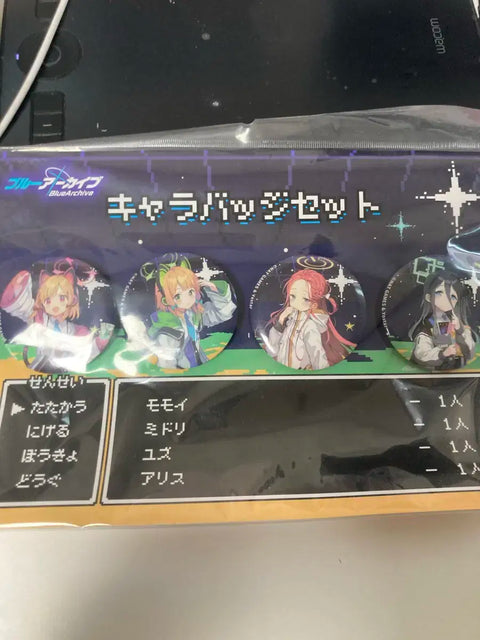 wacom
ブルーアーカイブ
BlueArchive
キャラバッジセット
せんせい
▶たたかう
にげる
ぼうぎょ
どうぐ
モモイ ー 1人
ミドリ ー 1人
ユズ ー 1人
アリス ー 1人